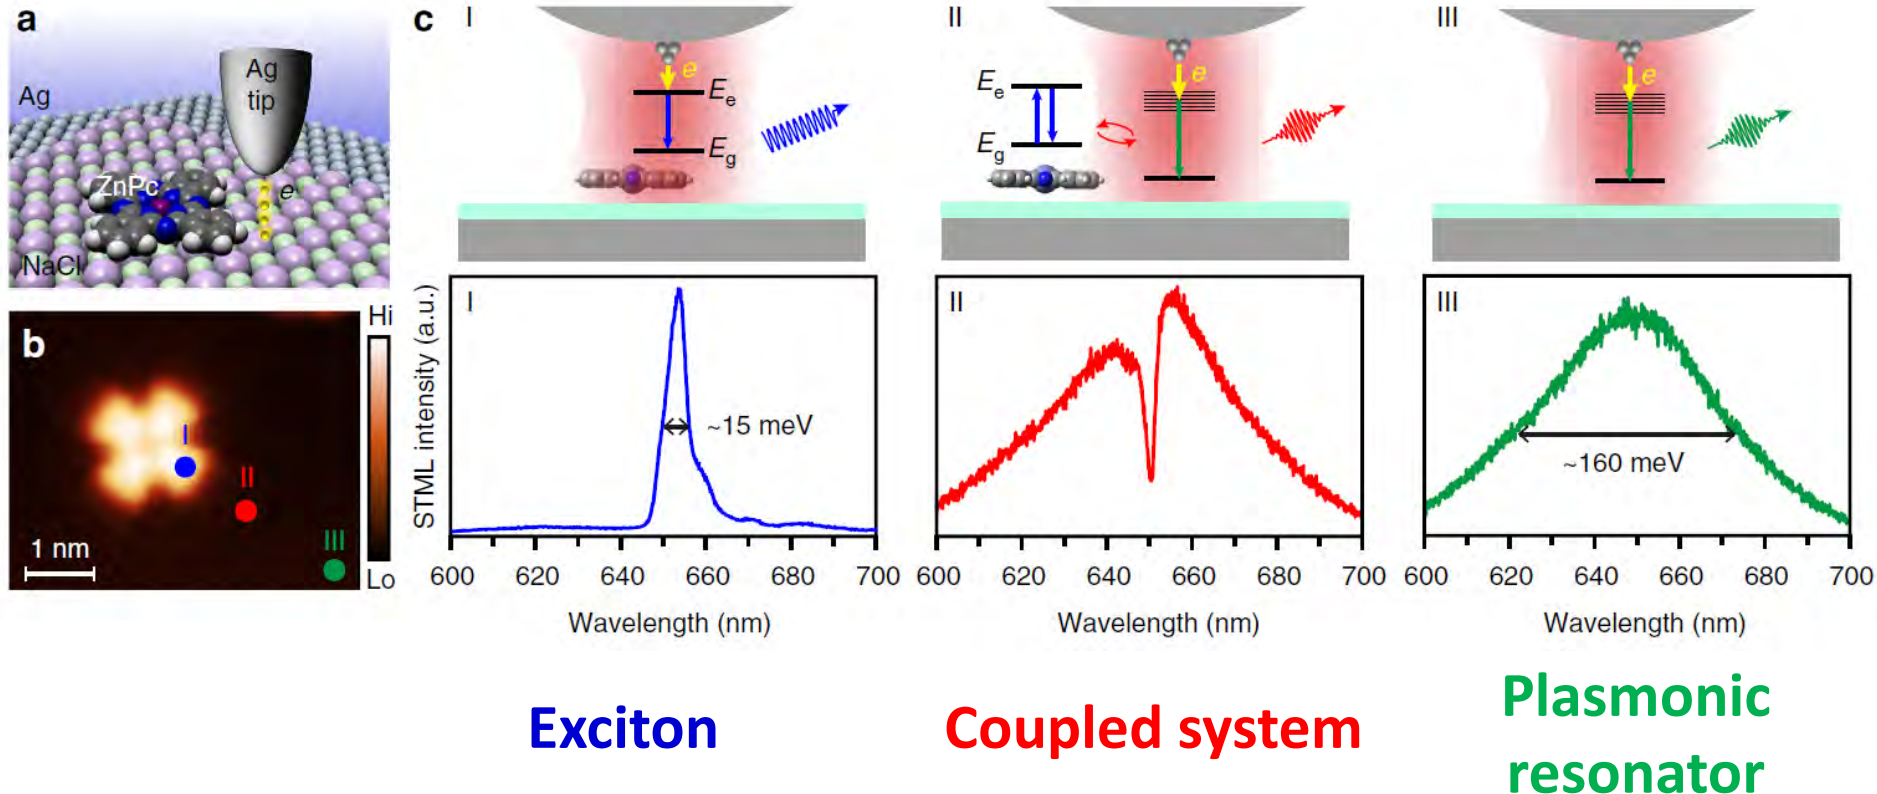 a
Ag
Ag
tip
ZnPc
e
NaCl
b
Hi
Lo
I
II
III
1 nm
c
I
e
Ee
Eg
II
Ee
Eg
e
III
e
STML intensity (a.u.)
I
~15 meV
600 620 640 660 680 700
Wavelength (nm)
II
600 620 640 660 680 700
Wavelength (nm)
III
~160 meV
600 620 640 660 680 700
Wavelength (nm)
Exciton
Coupled system
Plasmonic
resonator